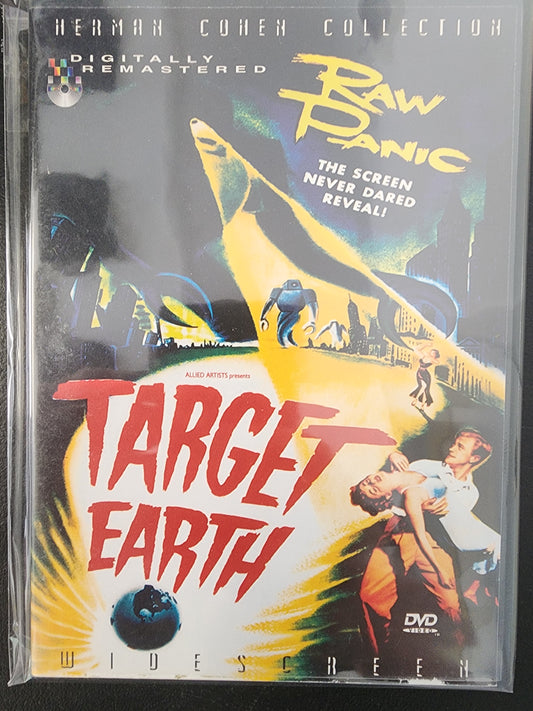 HERMAN COHEN COLLECTION
DIGITALLY
REMASTERED
RAW
PANIC
THE SCREEN
NEVER DARED
REVEAL!
ALLIED ARTISTS presents
TARGET
EARTH
DVD
VIDEO
WIDESCREEN